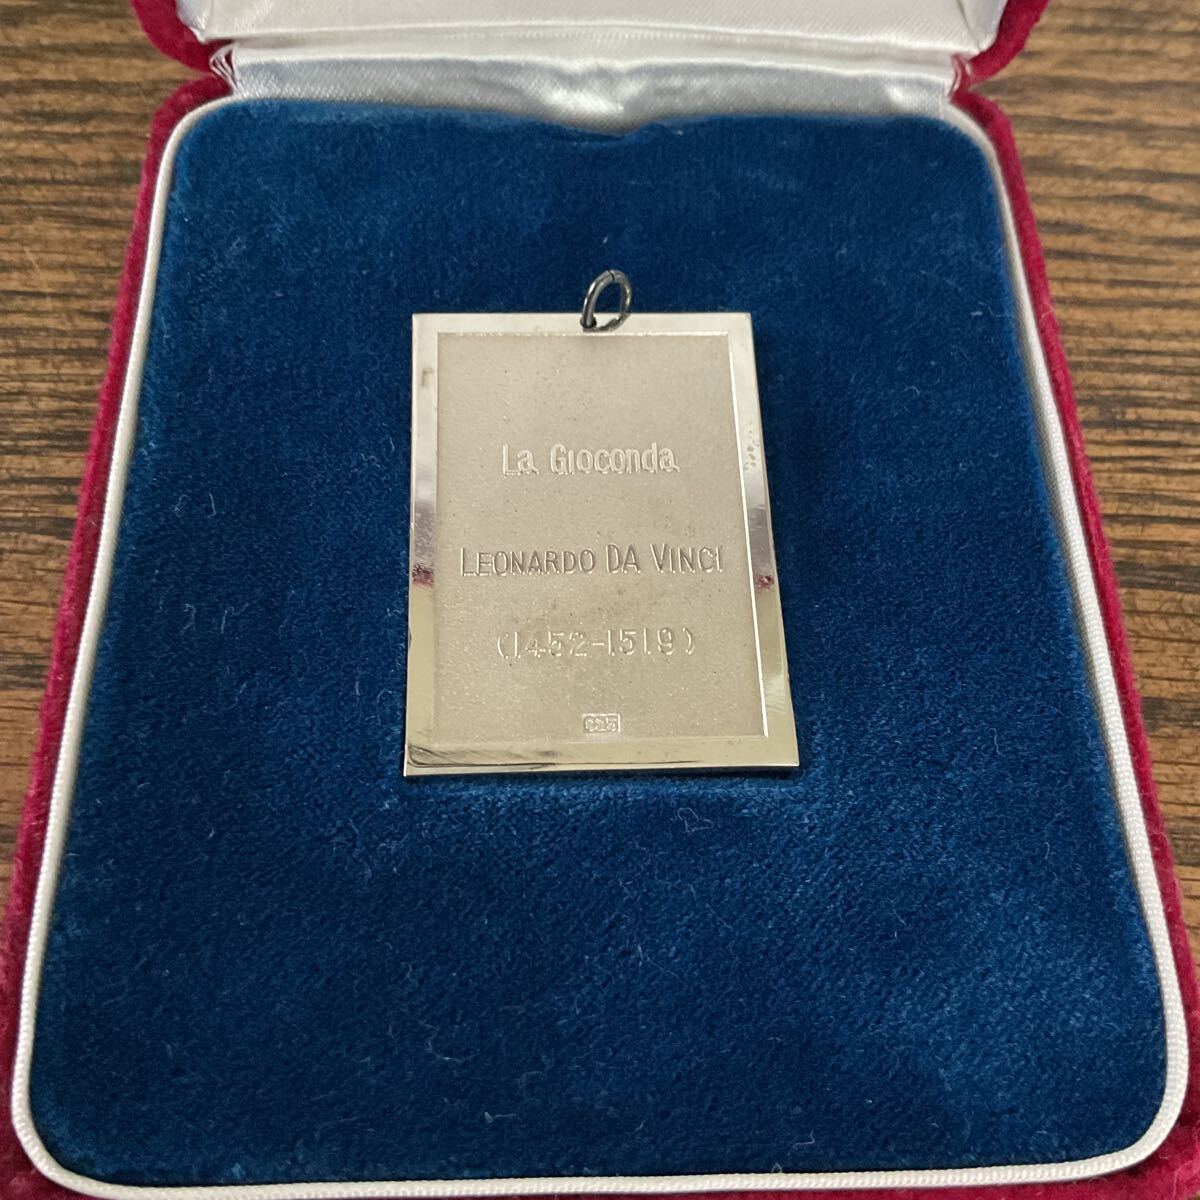 La Gioconda
LEONARDO DA VINCI
(1452-1519)
925